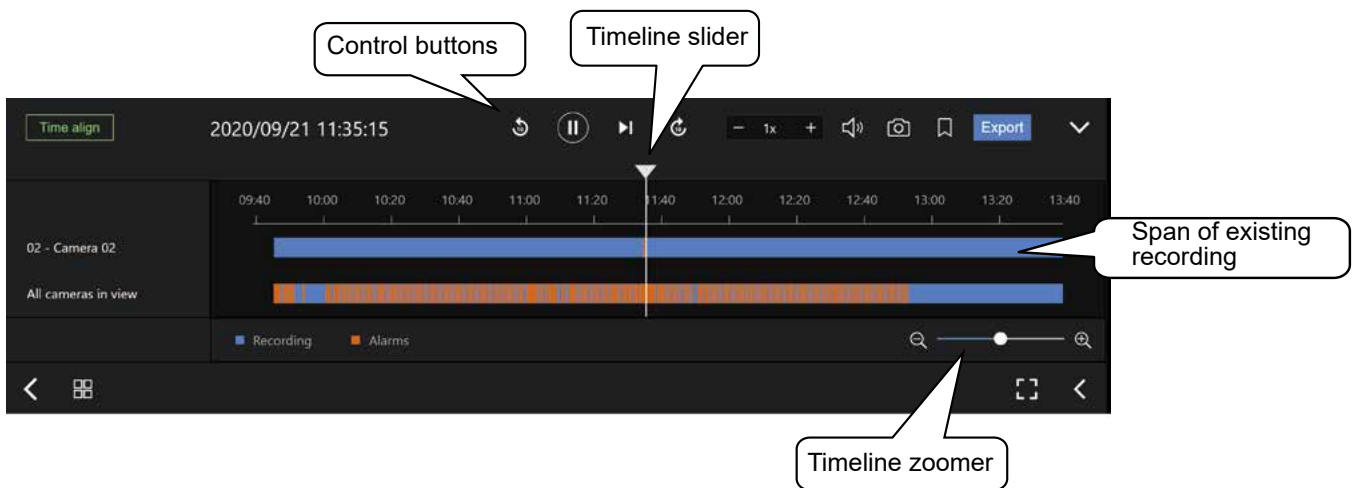 Control buttons
Timeline slider
Time align
2020/09/21 11:35:15
10
10
1x
Export
09:40 10:00 10:20 10:40 11:00 11:20 11:40 12:00 12:20 12:40 13:00 13:20 13:40
02 - Camera 02
Span of existing
recording
All cameras in view
Recording
Alarms
Timeline zoomer